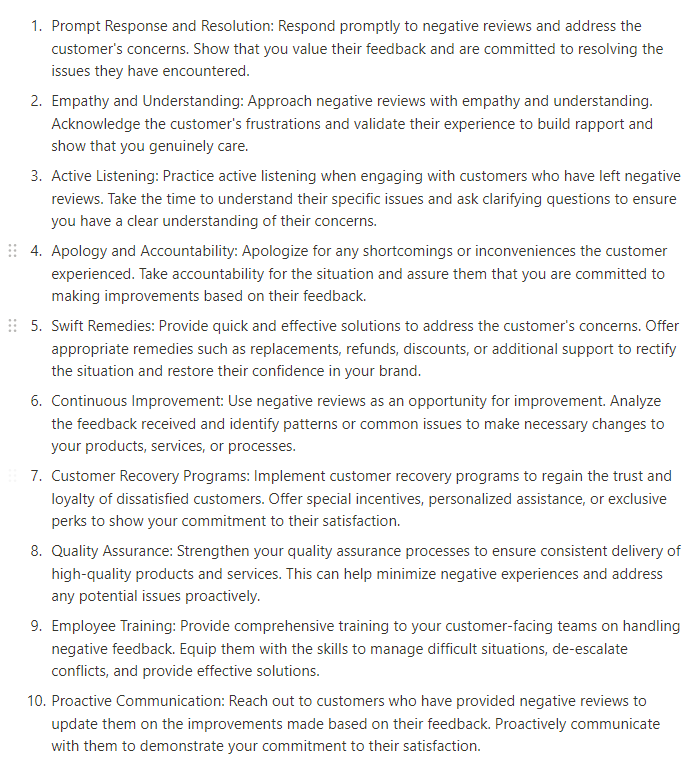 1. Prompt Response and Resolution: Respond promptly to negative reviews and address the
customer's concerns. Show that you value their feedback and are committed to resolving the
issues they have encountered.
2. Empathy and Understanding: Approach negative reviews with empathy and understanding.
Acknowledge the customer's frustrations and validate their experience to build rapport and
show that you genuinely care.
3. Active Listening: Practice active listening when engaging with customers who have left negative
reviews. Take the time to understand their specific issues and ask clarifying questions to ensure
you have a clear understanding of their concerns.
4. Apology and Accountability: Apologize for any shortcomings or inconveniences the customer
experienced. Take accountability for the situation and assure them that you are committed to
making improvements based on their feedback.
5. Swift Remedies: Provide quick and effective solutions to address the customer's concerns. Offer
appropriate remedies such as replacements, refunds, discounts, or additional support to rectify
the situation and restore their confidence in your brand.
6. Continuous Improvement: Use negative reviews as an opportunity for improvement. Analyze
the feedback received and identify patterns or common issues to make necessary changes to
your products, services, or processes.
7. Customer Recovery Programs: Implement customer recovery programs to regain the trust and
loyalty of dissatisfied customers. Offer special incentives, personalized assistance, or exclusive
perks to show your commitment to their satisfaction.
8. Quality Assurance: Strengthen your quality assurance processes to ensure consistent delivery of
high-quality products and services. This can help minimize negative experiences and address
any potential issues proactively.
9. Employee Training: Provide comprehensive training to your customer-facing teams on handling
negative feedback. Equip them with the skills to manage difficult situations, de-escalate
conflicts, and provide effective solutions.
10. Proactive Communication: Reach out to customers who have provided negative reviews to
update them on the improvements made based on their feedback. Proactively communicate
with them to demonstrate your commitment to their satisfaction.